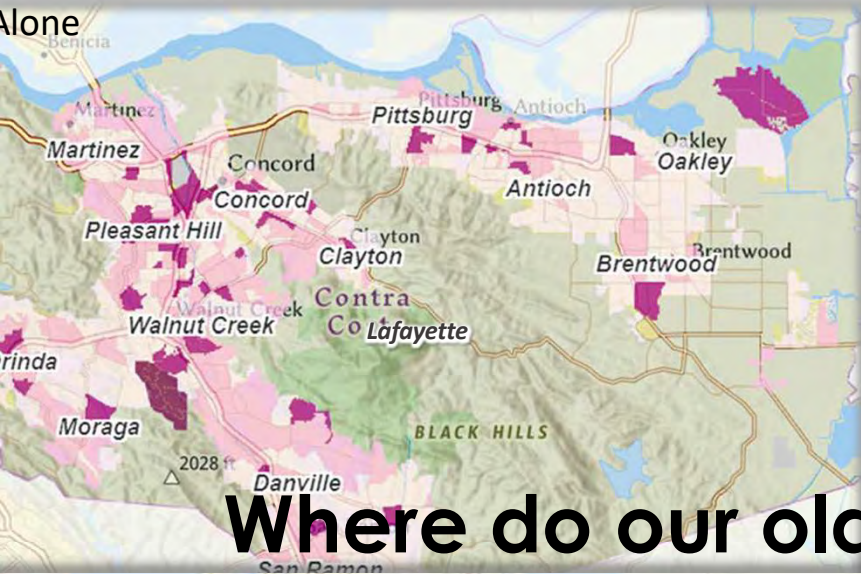 Alone
Benicia
Martinez
Martinez
Pittsburg
Pittsburg
Antioch
Concord
Concord
Oakley
Oakley
Antioch
Pleasant Hill
Clayton
Clayton
Brentwood
Brentwood
Contra
Co
Lafayette
Walnut Creek
Walnut Creek
rinda
Moraga
BLACK HILLS
2028 ft
Danville
Where do our old
San Ramon